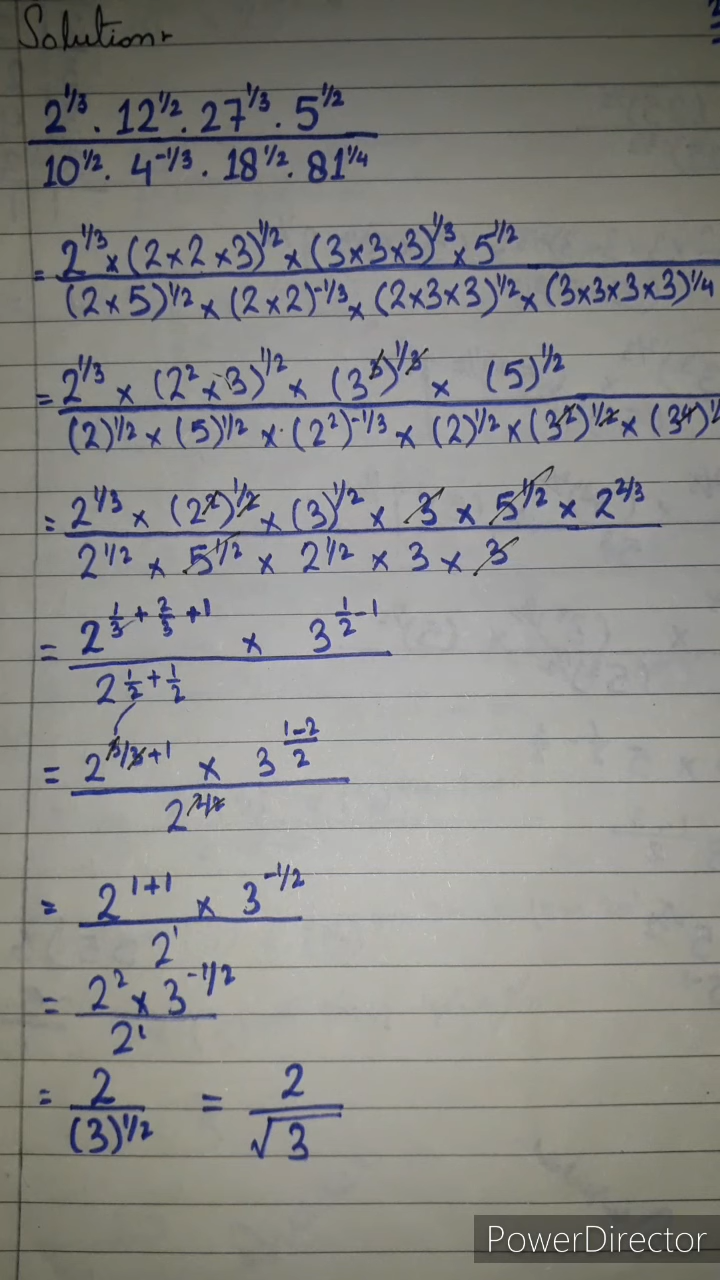 Solution:-
2^1/3 . 12^1/2 . 27^1/3 . 5^1/2
10^1/2 . 4^-1/3 . 18^1/2 . 81^1/4
= 2^1/3 × (2×2×3)^1/2 × (3×3×3)^1/3 × 5^1/2
(2×5)^1/2 × (2×2)^-1/3 × (2×3×3)^1/2 × (3×3×3×3)^1/4
= 2^1/3 × (2^2 × 3)^1/2 × (3^3)^1/3 × (5)^1/2
(2)^1/2 × (5)^1/2 × (2^2)^-1/3 × (2)^1/2 × (3^2)^1/2 × (3^4)^1/
= 2^1/3 × (2^2)^1/2 × (3)^1/2 × 3 × 5^1/2 × 2^2/3
2^1/2 × 5^1/2 × 2^1/2 × 3 × 3
= 2^(1/3 + 2/3 + 1) × 3^(1/2 - 1)
2^(1/2 + 1/2)
= 2^(3/3+1) × 3^((1-2)/2)
2^2/2
= 2^(1+1) × 3^-1/2
2^1
= 2^2 × 3^-1/2
2^1
= 2/(3)^1/2 = 2/√3
PowerDirector